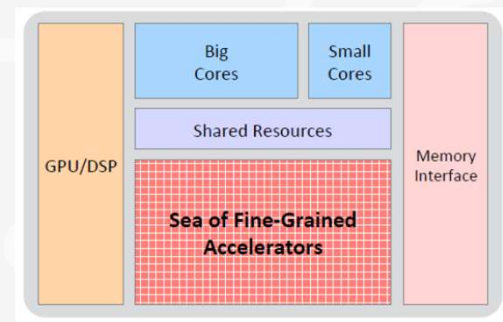 GPU/DSP
Big
Cores
Small
Cores
Shared Resources
Sea of Fine-Grained
Accelerators
Memory
Interface